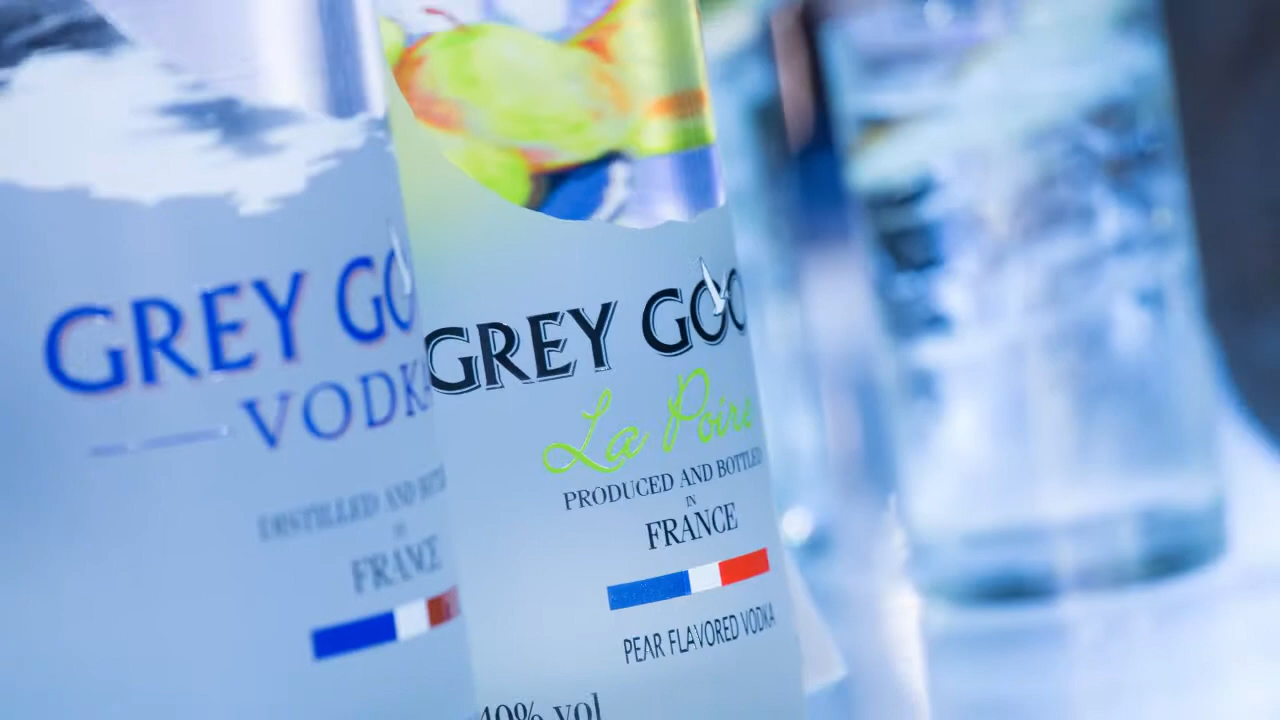 GREY GO
VODK
DISTILLED AND
IN
FRANCE
GREY GOO
La Poire
PRODUCED AND BOTTLED
IN
FRANCE
PEAR FLAVORED VODKA
40% vol